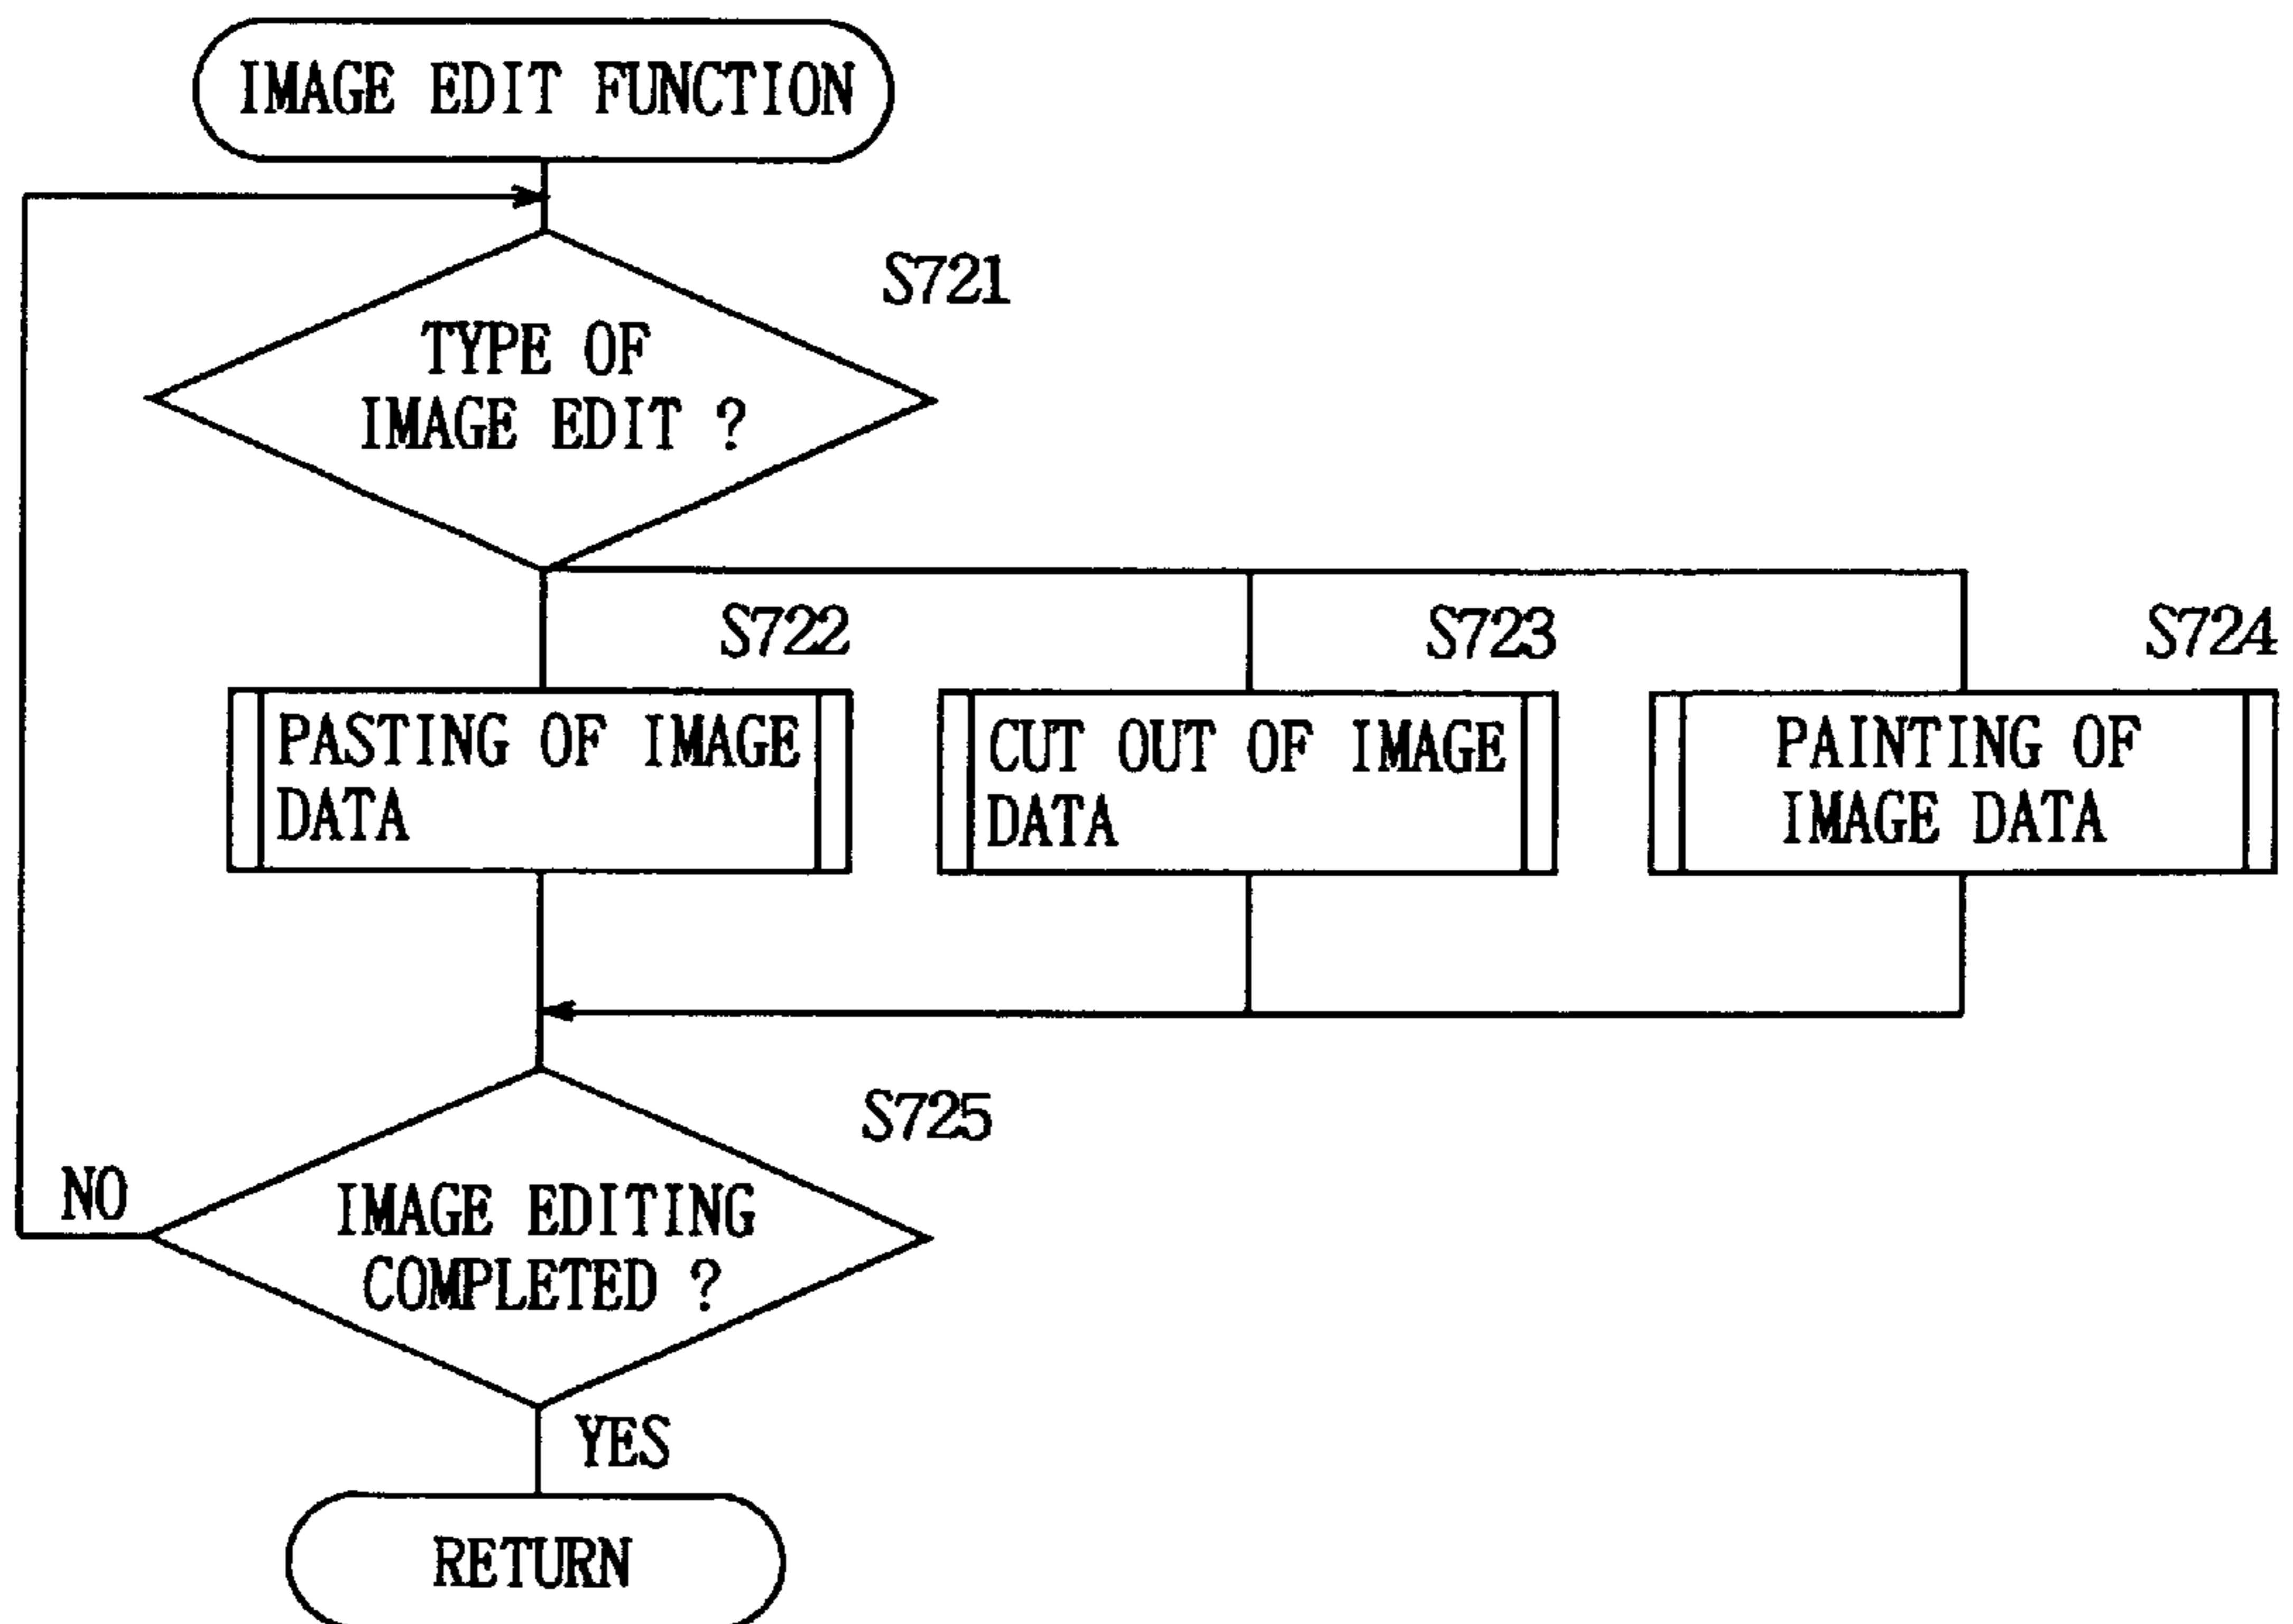 IMAGE EDIT FUNCTION
S721
TYPE OF
IMAGE EDIT ?
S722
S723
S724
PASTING OF IMAGE
DATA
CUT OUT OF IMAGE
DATA
PAINTING OF
IMAGE DATA
S725
NO
IMAGE EDITING
COMPLETED ?
YES
RETURN